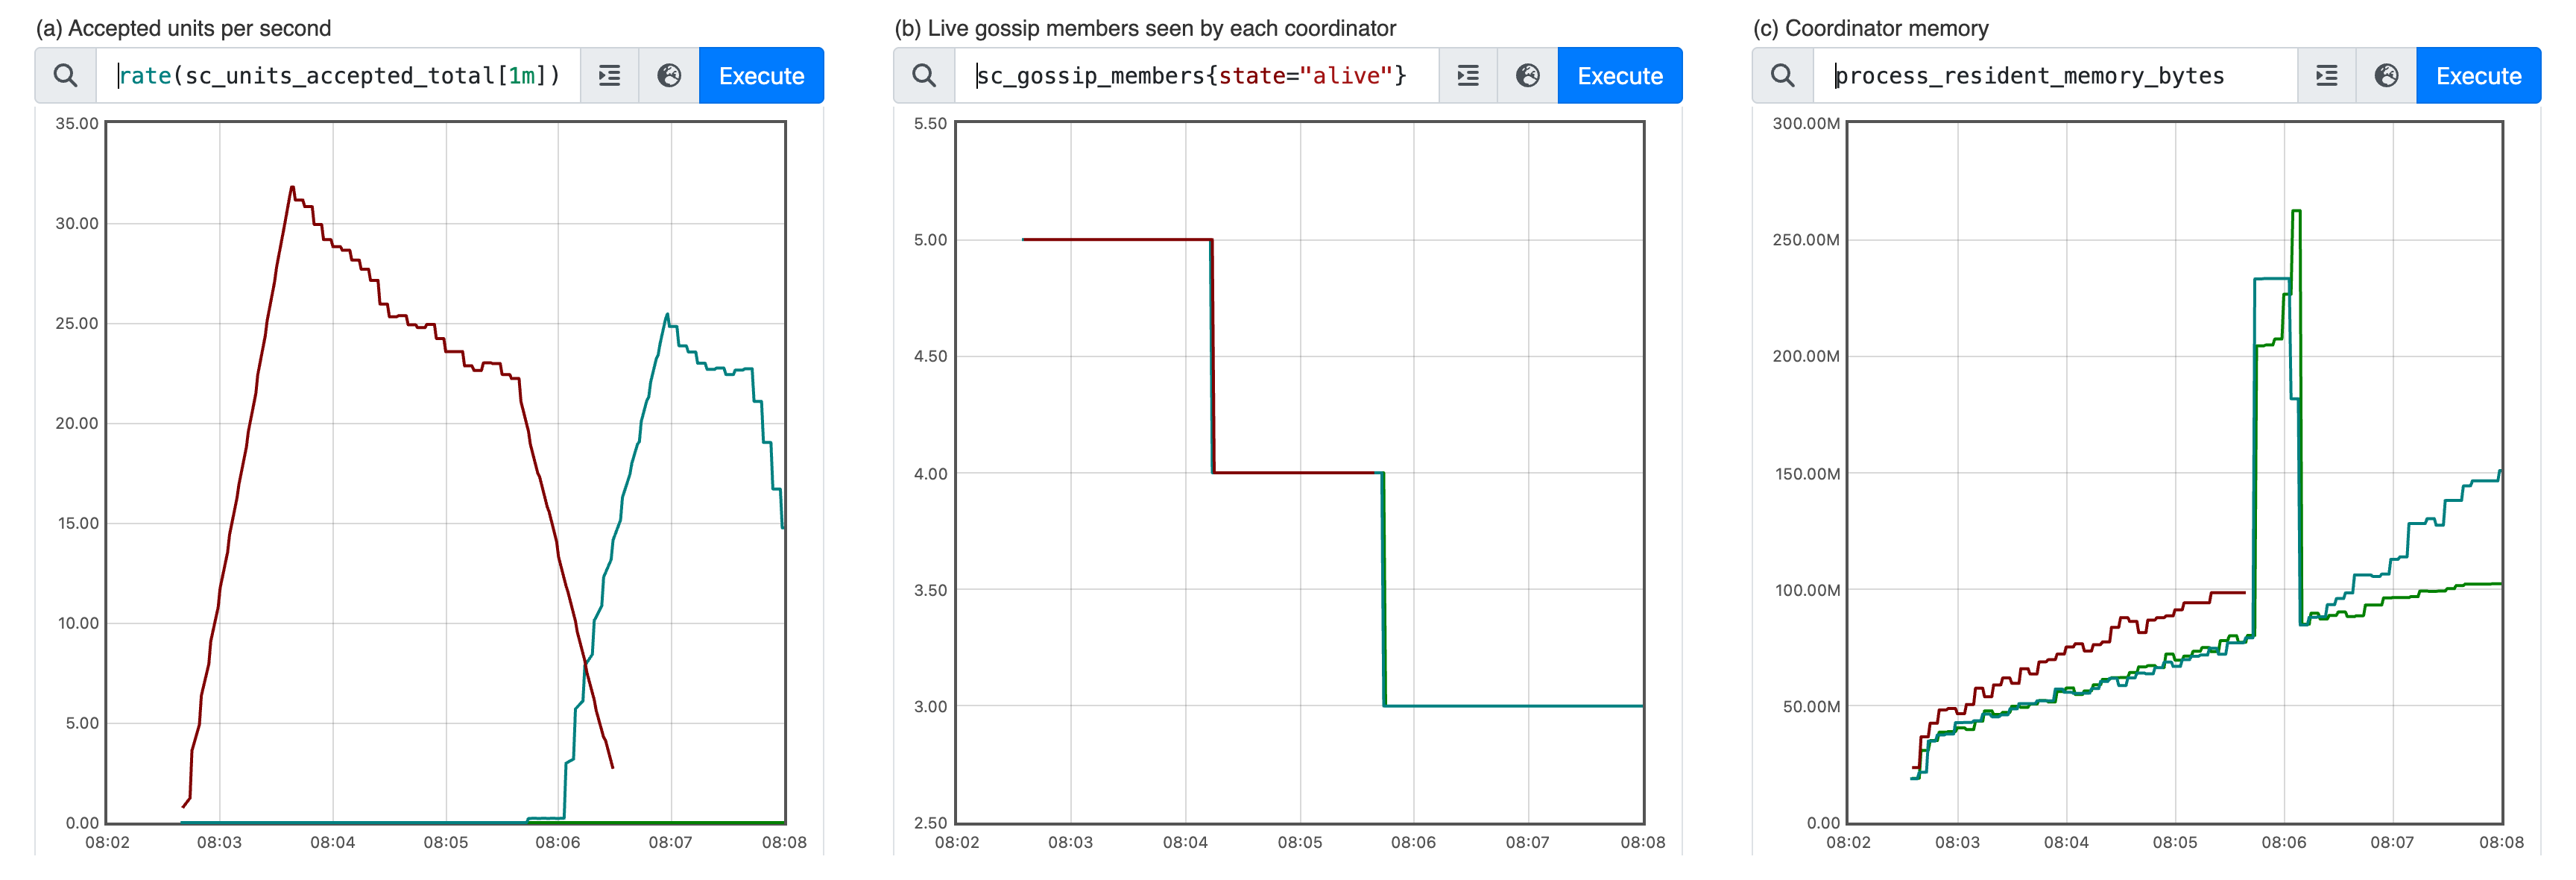 (a) Accepted units per second
rate(sc_units_accepted_total[1m])
Execute
35.00
30.00
25.00
20.00
15.00
10.00
5.00
0.00
08:02 08:03 08:04 08:05 08:06 08:07 08:08
(b) Live gossip members seen by each coordinator
sc_gossip_members{state="alive"}
Execute
5.50
5.00
4.50
4.00
3.50
3.00
2.50
08:02 08:03 08:04 08:05 08:06 08:07 08:08
(c) Coordinator memory
process_resident_memory_bytes
Execute
300.00M
250.00M
200.00M
150.00M
100.00M
50.00M
0.00
08:02 08:03 08:04 08:05 08:06 08:07 08:08